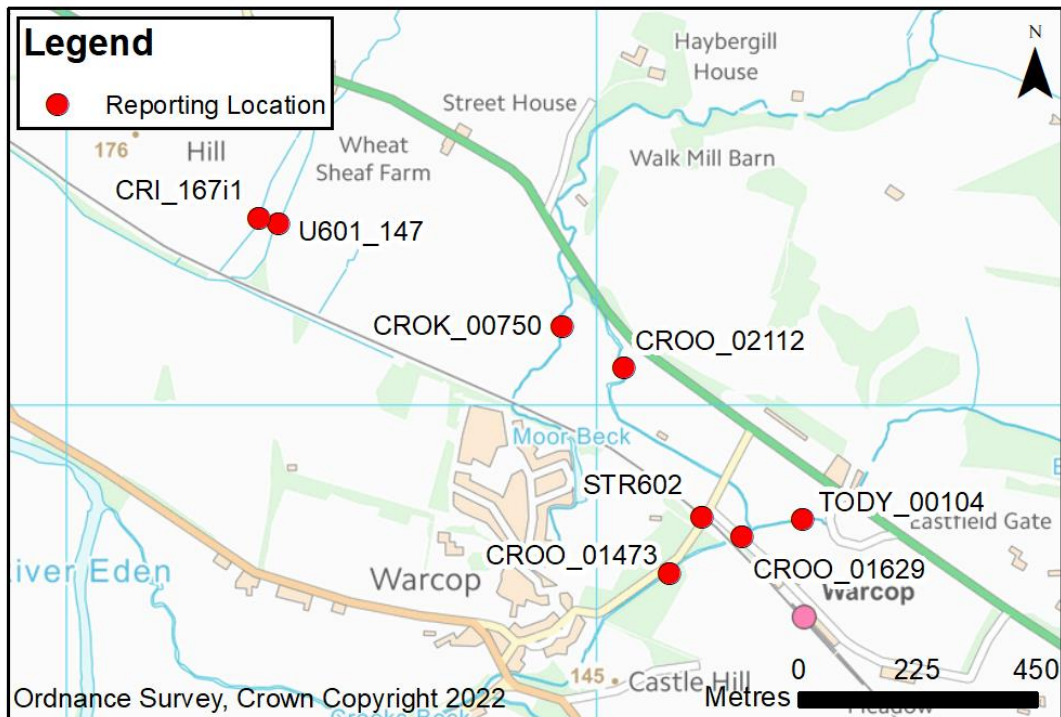 Legend
Reporting Location
N
Haybergill
House
Street House
176
Hill
Wheat
Sheaf Farm
Walk Mill Barn
CRI_167i1
U601_147
CROK_00750
CROO_02112
Moor Beck
STR602
TODY_00104
Eastfield Gate
CROO_01473
CROO_01629
River Eden
Warcop
Warcop
145
Castle Hill
0 225 450
Metres
Ordnance Survey, Crown Copyright 2022